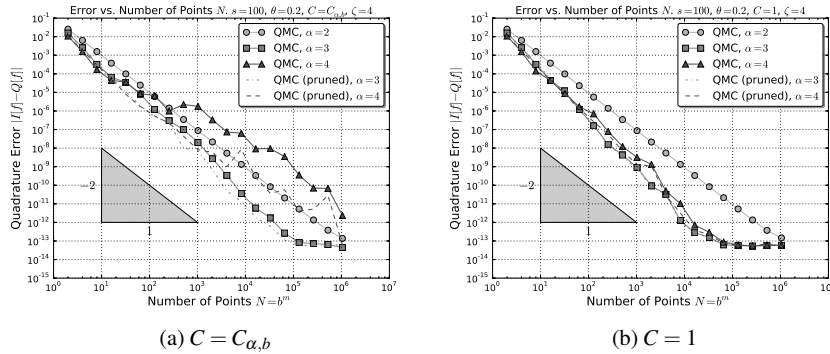 Error vs. Number of Points N. s=100, θ=0.2, C=C_{α,b}, ζ=4
Quadrature Error |I[f]−Q[f]|
10^{-1}
10^{-2}
10^{-3}
10^{-4}
10^{-5}
10^{-6}
10^{-7}
10^{-8}
10^{-9}
10^{-10}
10^{-11}
10^{-12}
10^{-13}
10^{-14}
10^{-15}
QMC, α=2
QMC, α=3
QMC, α=4
QMC (pruned), α=3
QMC (pruned), α=4
−2
1
10^0 10^1 10^2 10^3 10^4 10^5 10^6 10^7
Number of Points N=b^m
(a) C = C_{α,b}
Error vs. Number of Points N. s=100, θ=0.2, C=1, ζ=4
Quadrature Error |I[f]−Q[f]|
10^{-1}
10^{-2}
10^{-3}
10^{-4}
10^{-5}
10^{-6}
10^{-7}
10^{-8}
10^{-9}
10^{-10}
10^{-11}
10^{-12}
10^{-13}
10^{-14}
10^{-15}
QMC, α=2
QMC, α=3
QMC, α=4
QMC (pruned), α=3
QMC (pruned), α=4
−2
1
10^0 10^1 10^2 10^3 10^4 10^5 10^6 10^7
Number of Points N=b^m
(b) C = 1